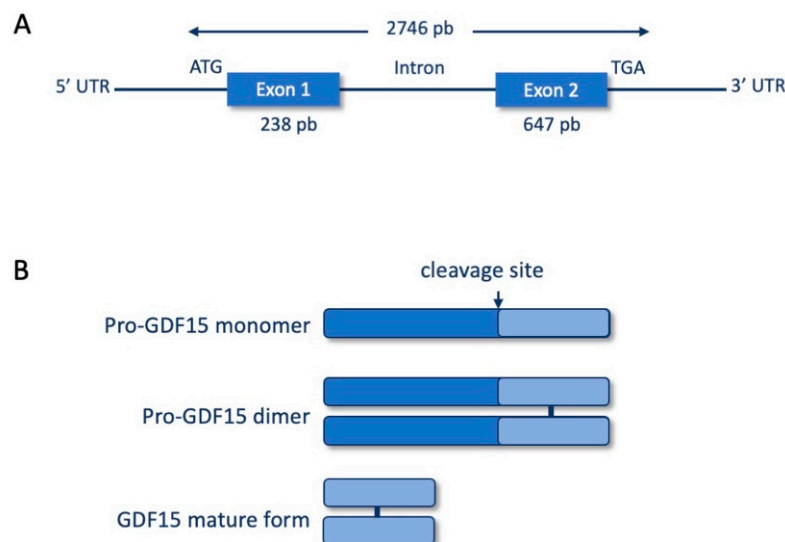 A
2746 pb
ATG
Intron
TGA
5' UTR
Exon 1
Exon 2
3' UTR
238 pb
647 pb
B
cleavage site
Pro-GDF15 monomer
Pro-GDF15 dimer
GDF15 mature form